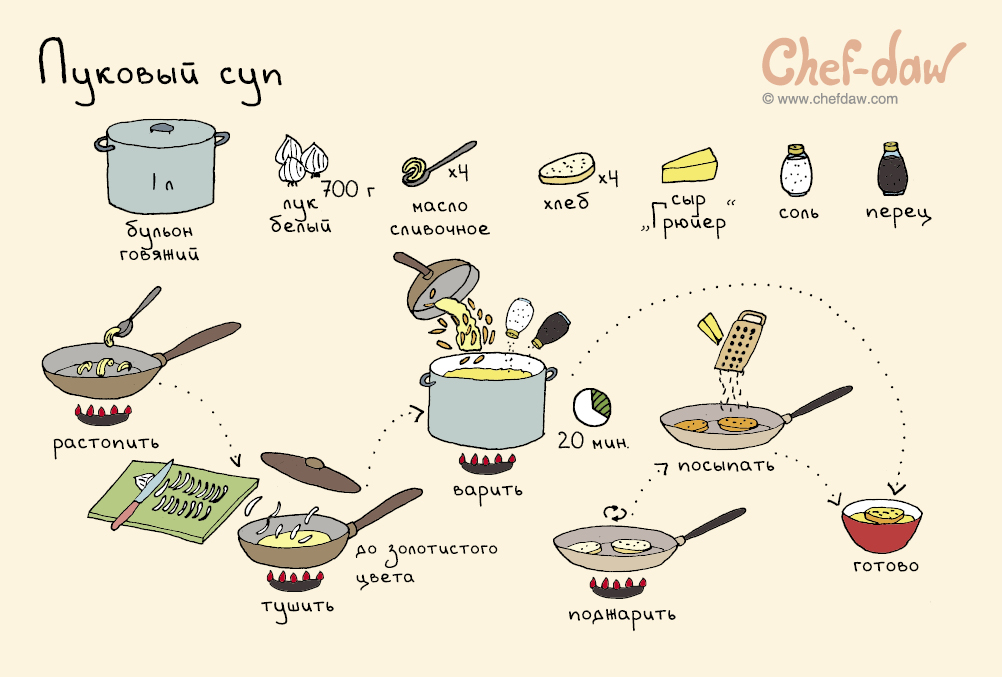 Луковый суп
Chef-daw
© www.chefdaw.com
1 л
бульон
говяжий
700 г
лук
белый
x4
масло
сливочное
x4
хлеб
сыр
„Грюйер“
соль
перец
растопить
тушить
до золотистого
цвета
варить
20 мин.
поджарить
посыпать
готово